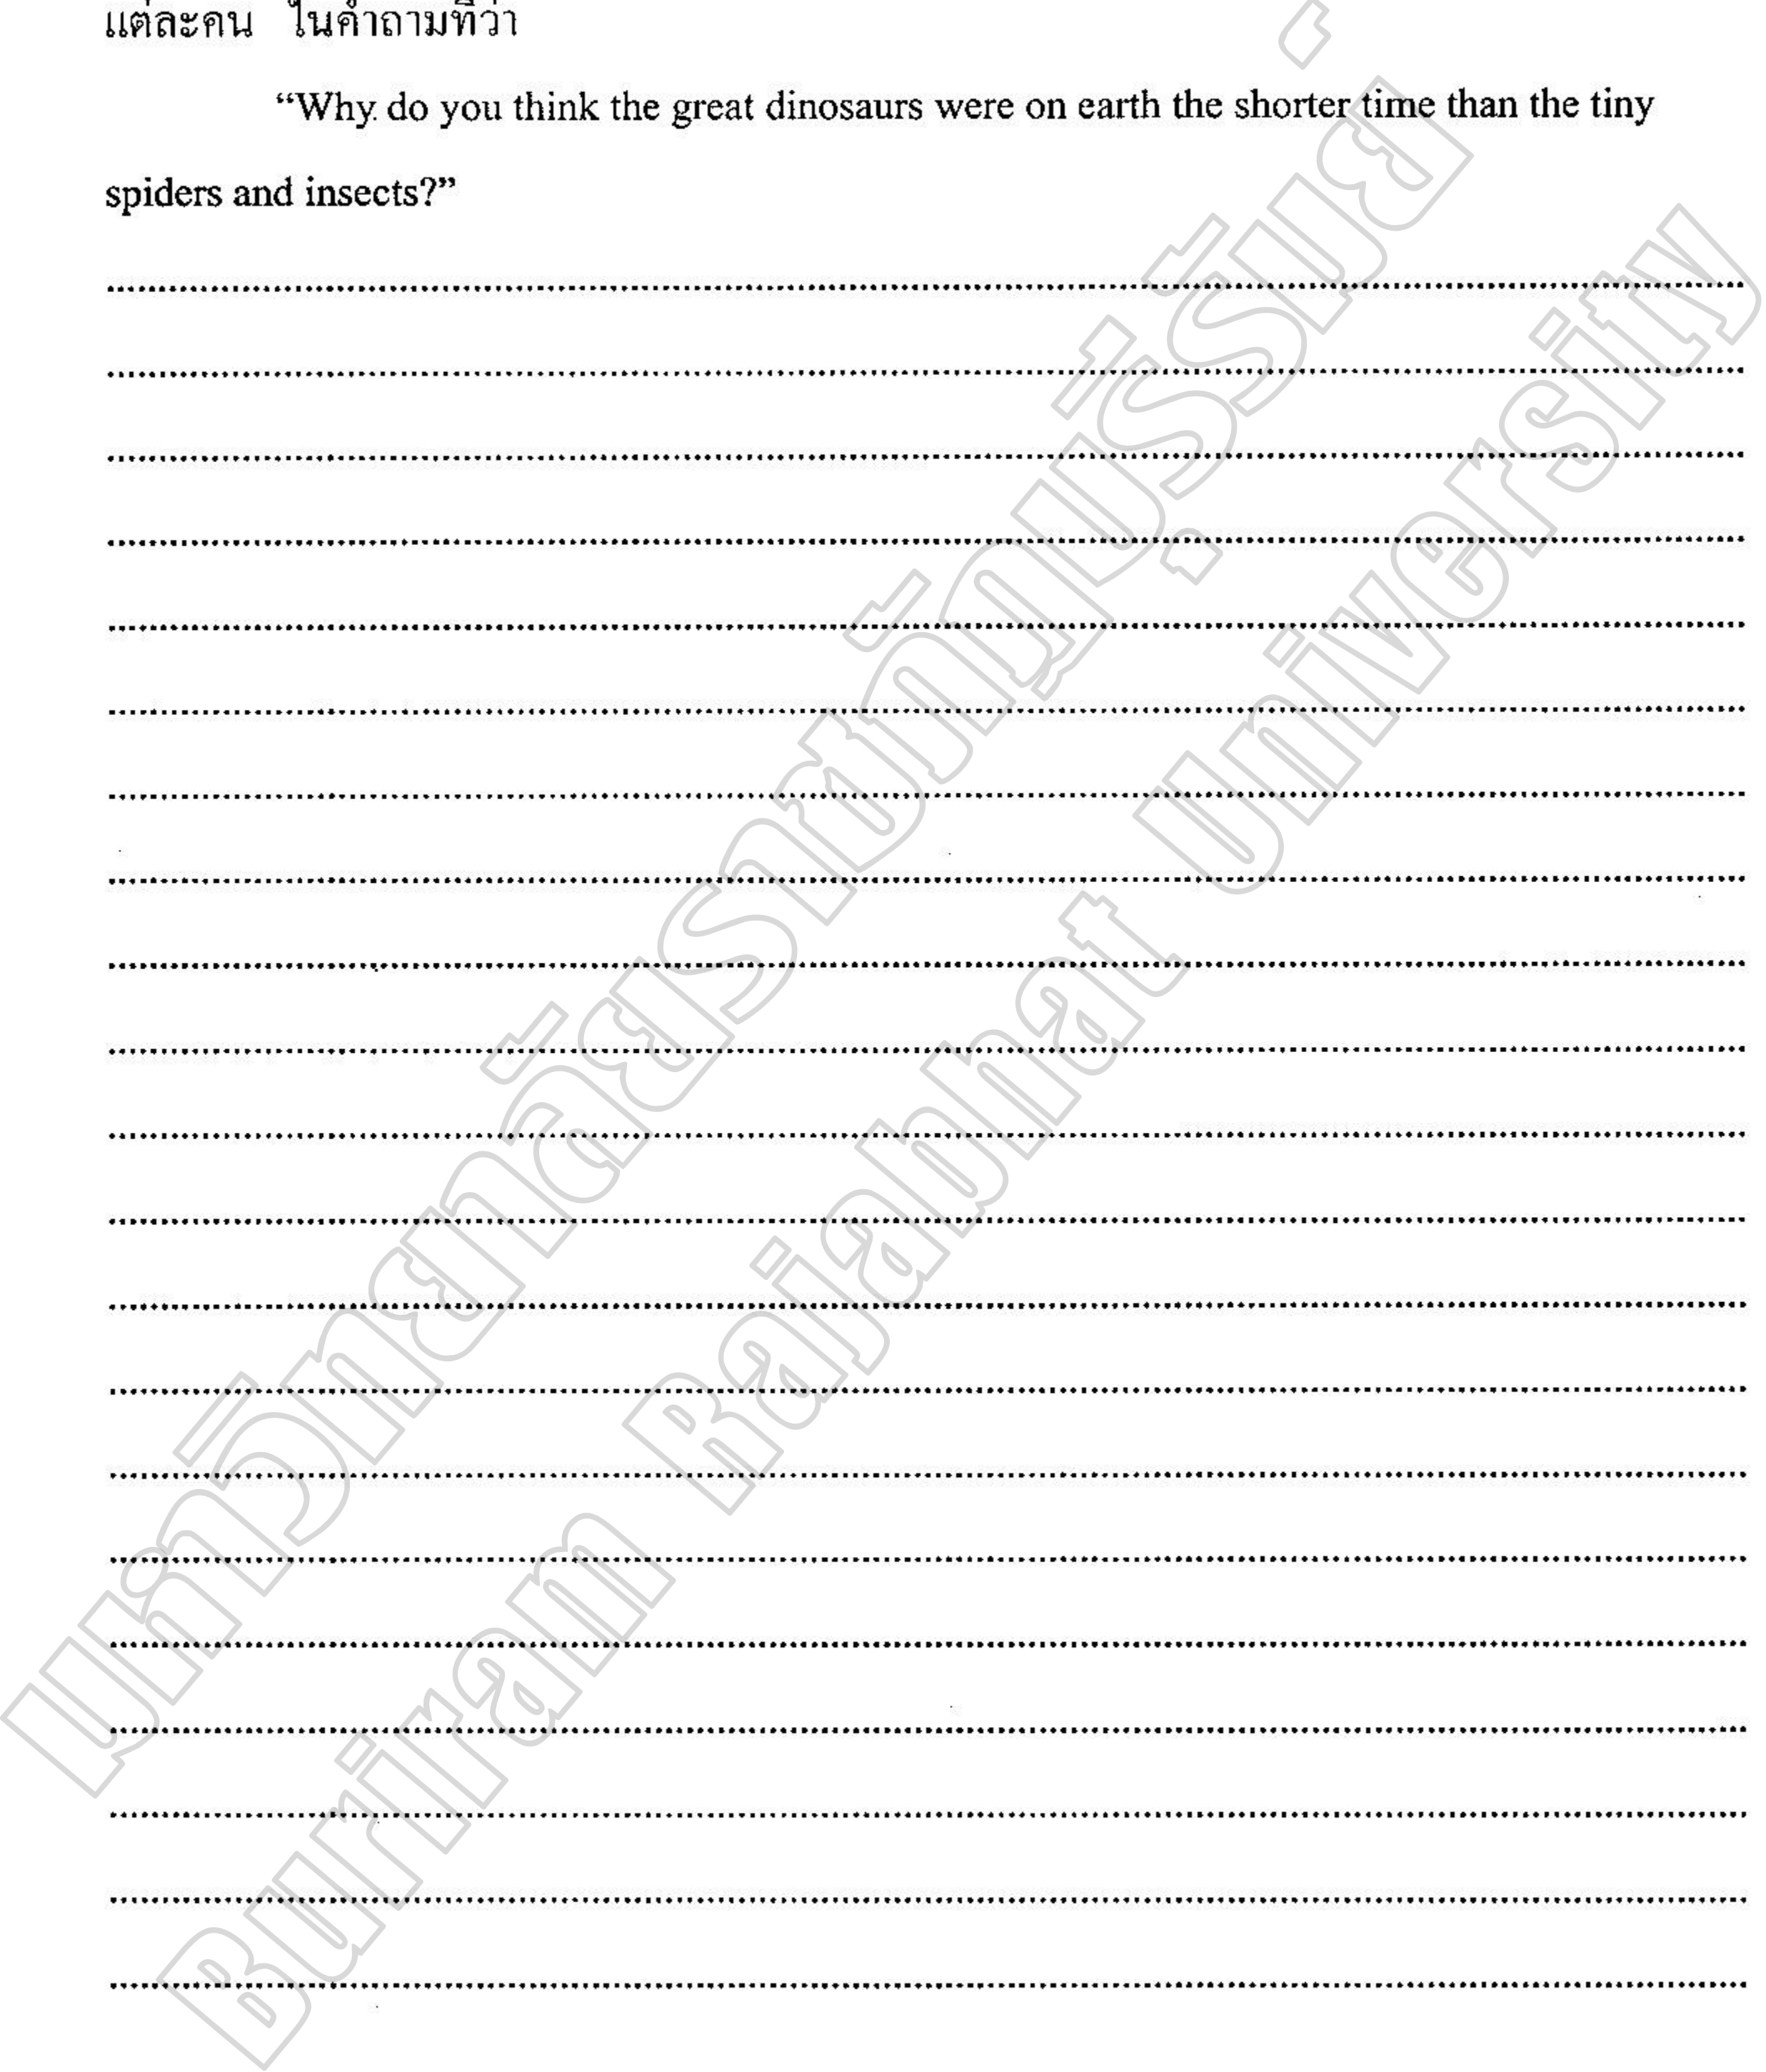 แต่ละคน ในคำถามที่ว่า
“Why do you think the great dinosaurs were on earth the shorter time than the tiny
spiders and insects?”
มหาวิทยาลัยราชภัฏบุรีรัมย์
Buriram Rajabhat University